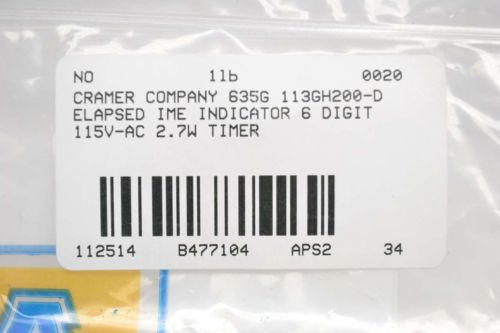 NO 1lb 0020
CRAMER COMPANY 635G 113GH200-D
ELAPSED IME INDICATOR 6 DIGIT
115V-AC 2.7W TIMER
112514 B477104 APS2 34